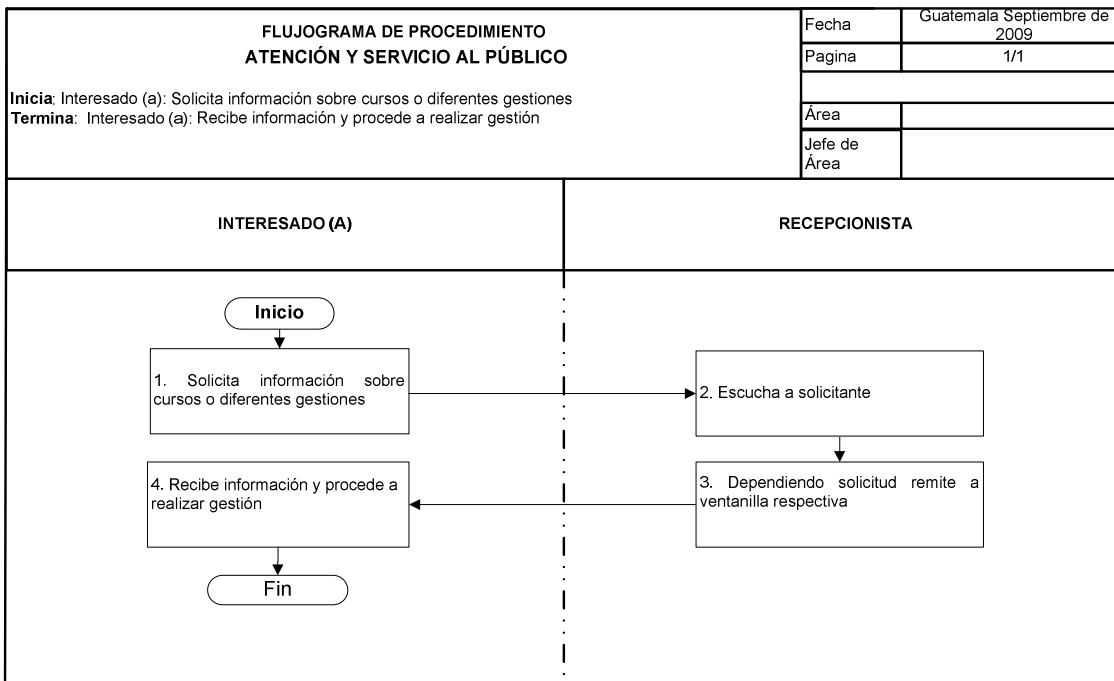 FLUJOGRAMA DE PROCEDIMIENTO
ATENCIÓN Y SERVICIO AL PÚBLICO
Inicia: Interesado (a): Solicita información sobre cursos o diferentes gestiones
Termina: Interesado (a): Recibe información y procede a realizar gestión
Fecha
Guatemala Septiembre de
2009
Pagina
1/1
Área
Jefe de
Área
INTERESADO (A)
RECEPCIONISTA
Inicio
1. Solicita información sobre
cursos o diferentes gestiones
2. Escucha a solicitante
3. Dependiendo solicitud remite a
ventanilla respectiva
4. Recibe información y procede a
realizar gestión
Fin